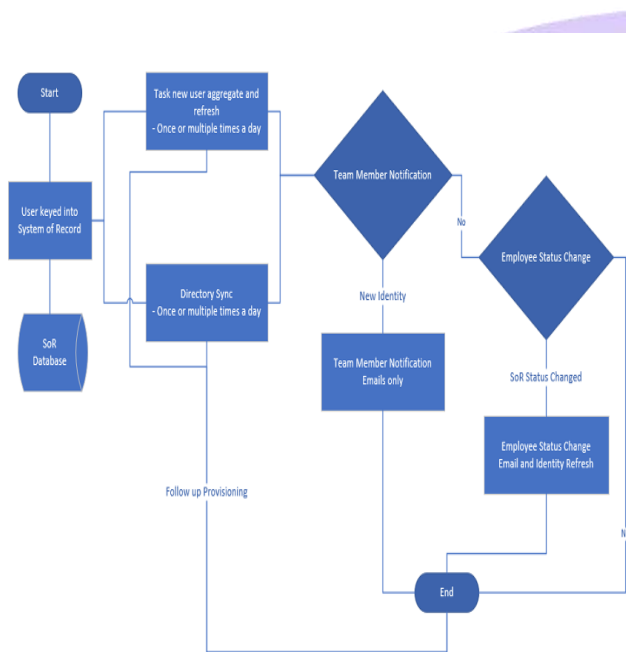 Start
Task new user aggregate and
refresh
- Once or multiple times a day
User keyed into
System of Record
SoR
Database
Directory Sync
- Once or multiple times a day
Team Member Notification
No
Employee Status Change
New Identity
Team Member Notification
Emails only
SoR Status Changed
Employee Status Change
Email and Identity Refresh
Follow up Provisioning
End